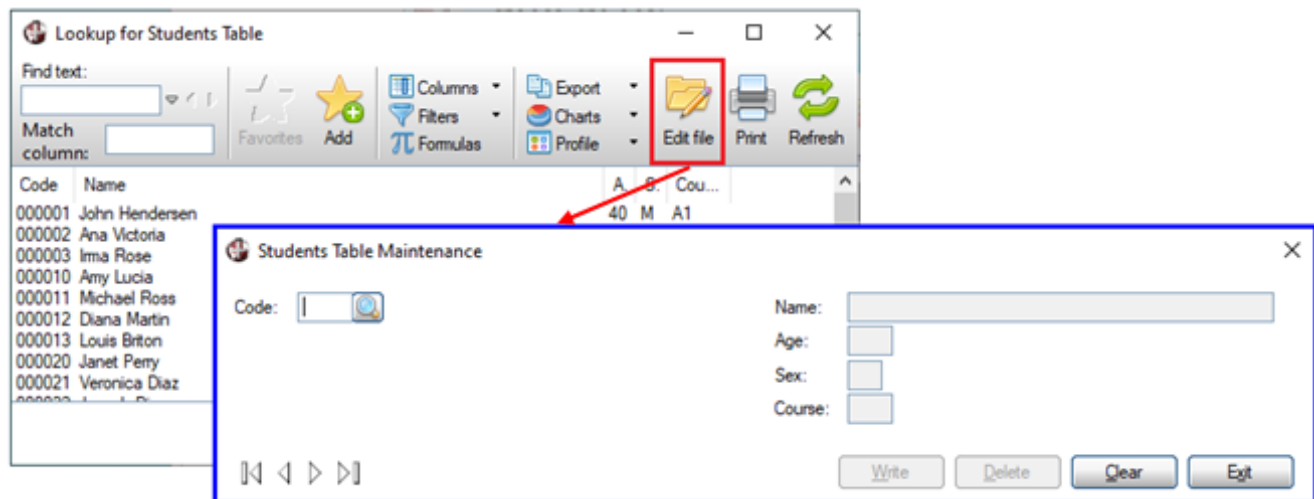 Lookup for Students Table
Find text:
Match column:
Favorites
Add
Columns
Filters
Formulas
Export
Charts
Profile
Edit file
Print
Refresh
Code Name A. S. Cou...
000001 John Hendersen 40 M A1
000002 Ana Victoria
000003 Irma Rose
000010 Amy Lucia
000011 Michael Ross
000012 Diana Martin
000013 Louis Briton
000020 Janet Perry
000021 Veronica Diaz
Students Table Maintenance
Code:
Name:
Age:
Sex:
Course:
Write Delete Clear Exit